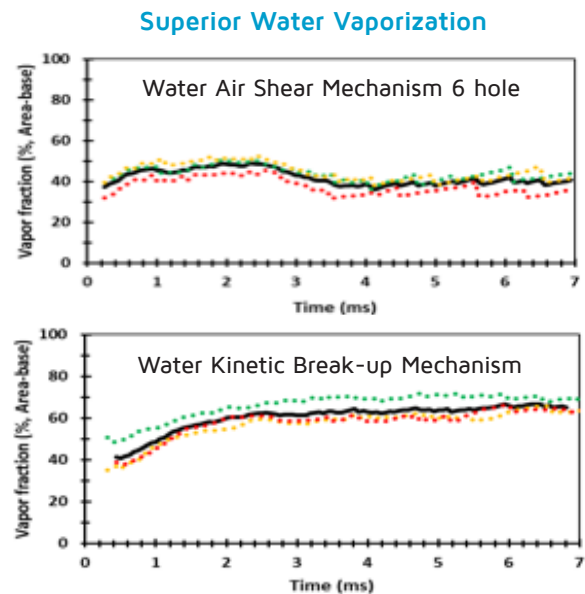 Superior Water Vaporization
Water Air Shear Mechanism 6 hole
Vapor fraction (%, Area-base)
100
80
60
40
20
0
0 1 2 3 4 5 6 7
Time (ms)
Water Kinetic Break-up Mechanism
Vapor fraction (%, Area-base)
100
80
60
40
20
0
0 1 2 3 4 5 6 7
Time (ms)